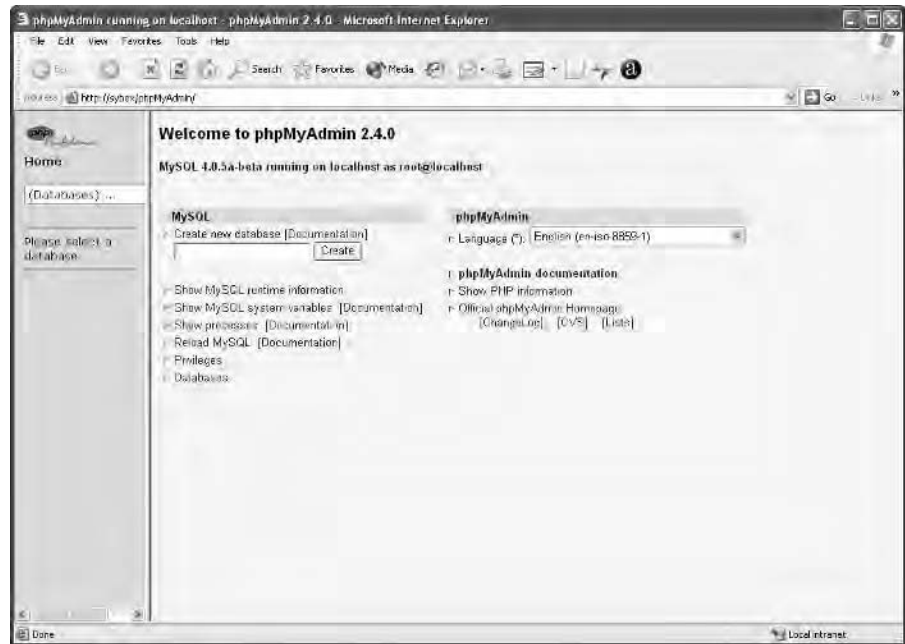 phpMyAdmin running on localhost - phpMyAdmin 2.4.0 - Microsoft Internet Explorer
File Edit View Favorites Tools Help
Search Favorites Media
Address http://sybex/phpMyAdmin/ Go Links »
php
Home
(Databases) ...
Please select a
database
Welcome to phpMyAdmin 2.4.0
MySQL 4.0.5a-beta running on localhost as root@localhost
MySQL
Create new database [Documentation]
Create
Show MySQL runtime information
Show MySQL system variables [Documentation]
Show processes [Documentation]
Reload MySQL [Documentation]
Privileges
Databases
phpMyAdmin
Language (*): English (en-iso-8859-1)
phpMyAdmin documentation
Show PHP information
Official phpMyAdmin Homepage
[ChangeLog] [CVS] [Lists]
Done
Local intranet